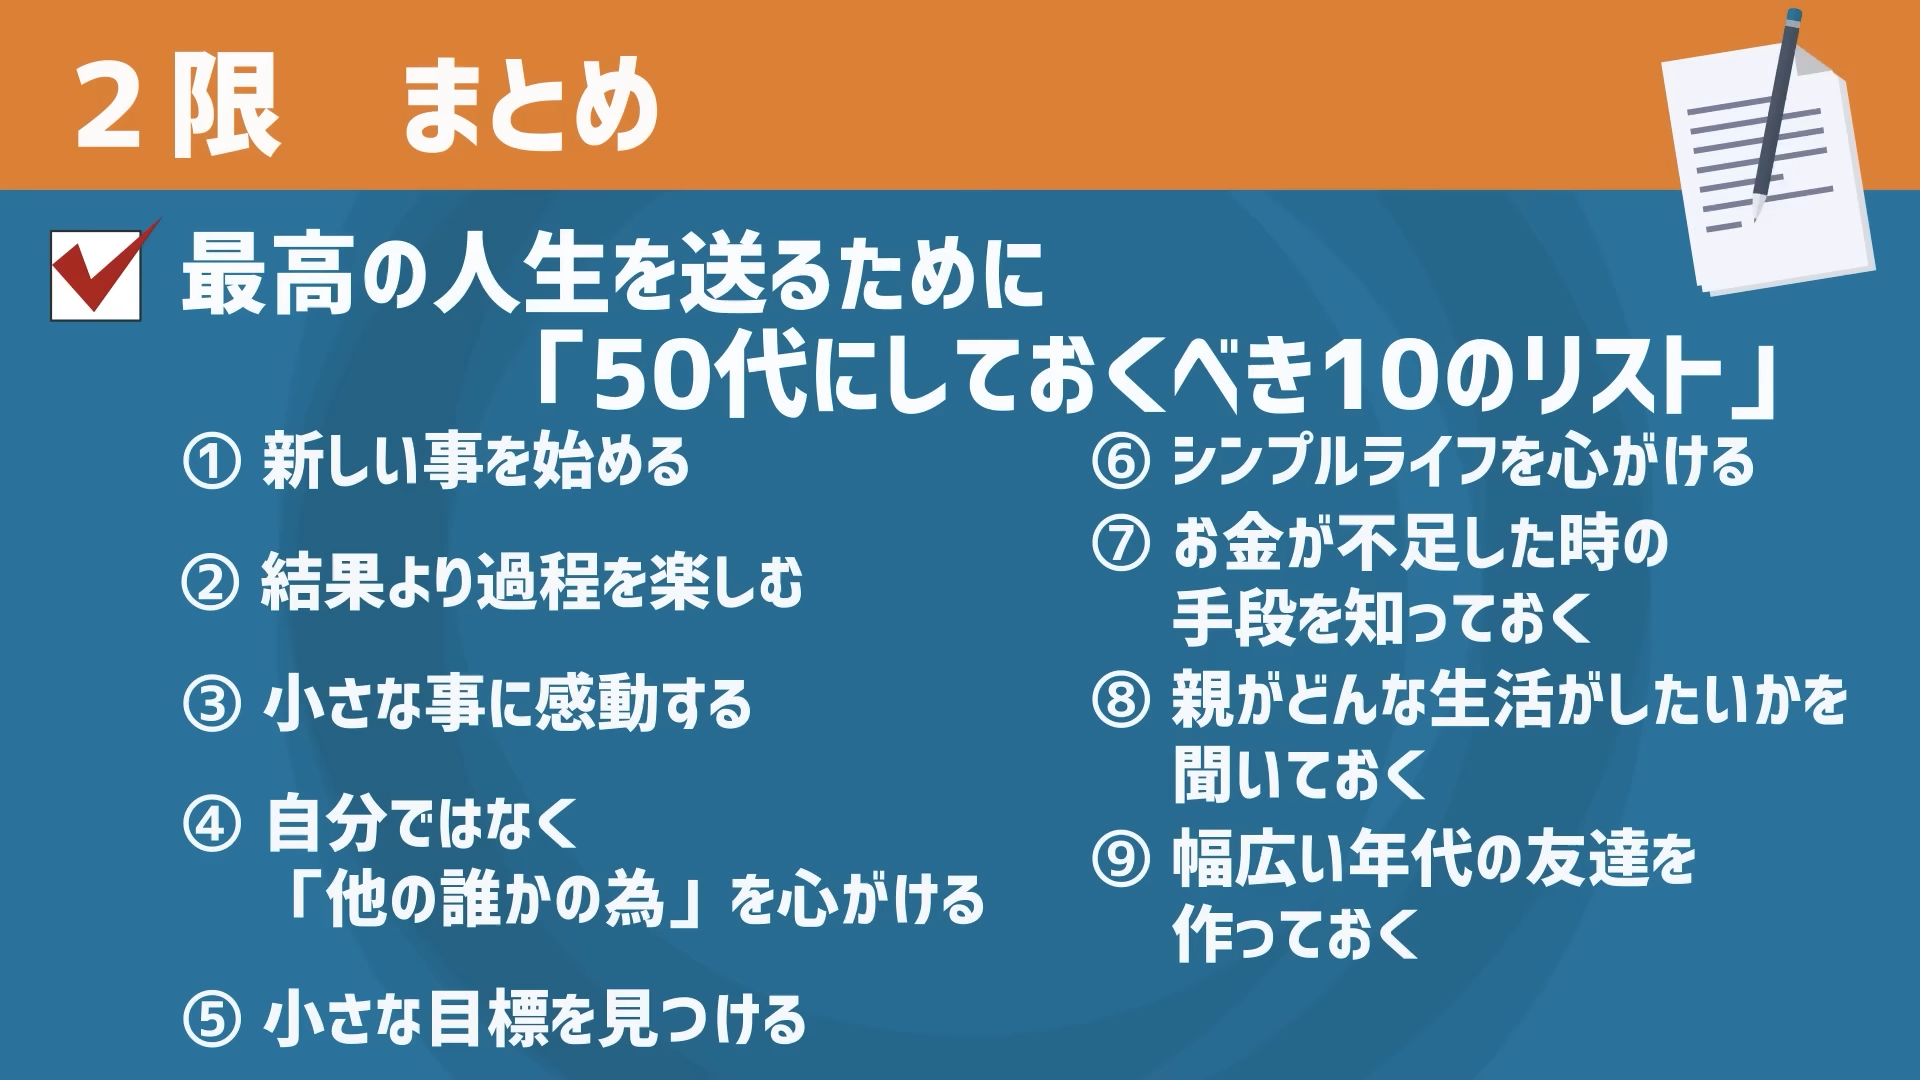 2限 まとめ
最高の人生を送るために
「50代にしておくべき10のリスト」
① 新しい事を始める
② 結果より過程を楽しむ
③ 小さな事に感動する
④ 自分ではなく
「他の誰かの為」を心がける
⑤ 小さな目標を見つける
⑥ シンプルライフを心がける
⑦ お金が不足した時の
手段を知っておく
⑧ 親がどんな生活がしたいかを
聞いておく
⑨ 幅広い年代の友達を
作っておく